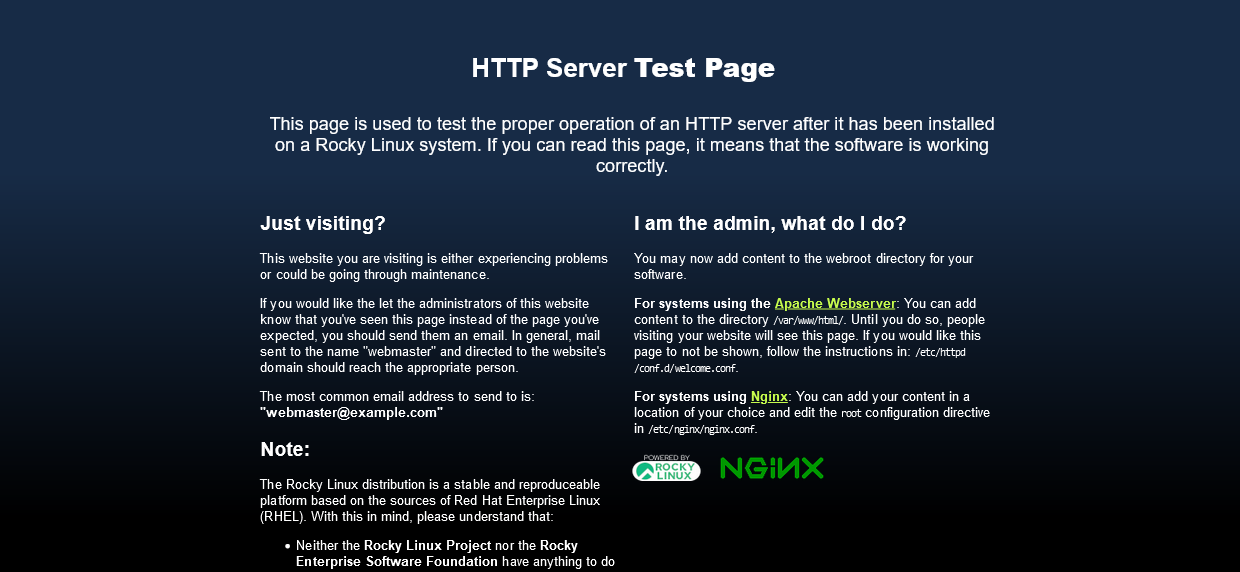 HTTP Server Test Page
This page is used to test the proper operation of an HTTP server after it has been installed
on a Rocky Linux system. If you can read this page, it means that the software is working
correctly.
Just visiting?
This website you are visiting is either experiencing problems
or could be going through maintenance.
If you would like the let the administrators of this website
know that you've seen this page instead of the page you've
expected, you should send them an email. In general, mail
sent to the name "webmaster" and directed to the website's
domain should reach the appropriate person.
The most common email address to send to is:
"webmaster@example.com"
Note:
The Rocky Linux distribution is a stable and reproduceable
platform based on the sources of Red Hat Enterprise Linux
(RHEL). With this in mind, please understand that:
• Neither the Rocky Linux Project nor the Rocky
Enterprise Software Foundation have anything to do
I am the admin, what do I do?
You may now add content to the webroot directory for your
software.
For systems using the Apache Webserver: You can add
content to the directory /var/www/html/. Until you do so, people
visiting your website will see this page. If you would like this
page to not be shown, follow the instructions in: /etc/httpd
/conf.d/welcome.conf.
For systems using Nginx: You can add your content in a
location of your choice and edit the root configuration directive
in /etc/nginx/nginx.conf.
POWERED BY
ROCKY
LINUX
NGINX